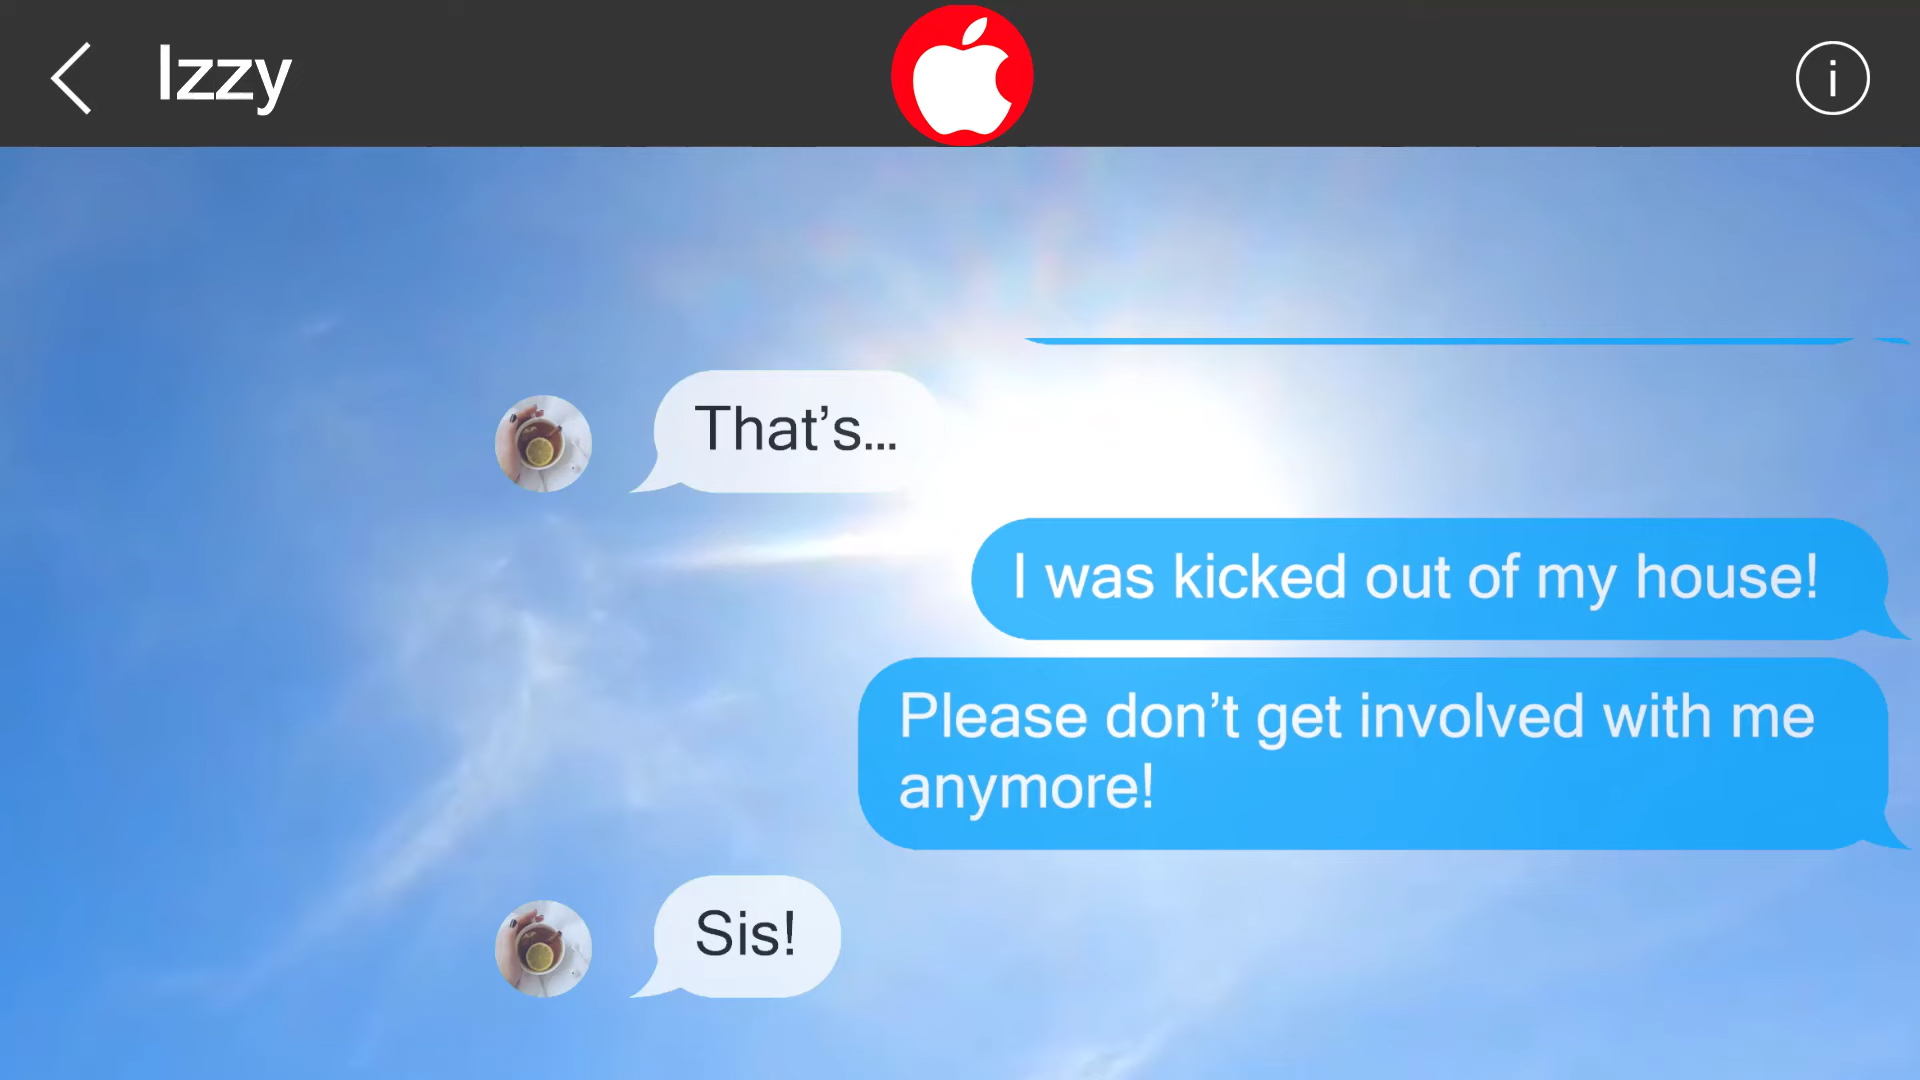 Izzy
i
That’s...
I was kicked out of my house!
Please don’t get involved with me
anymore!
Sis!